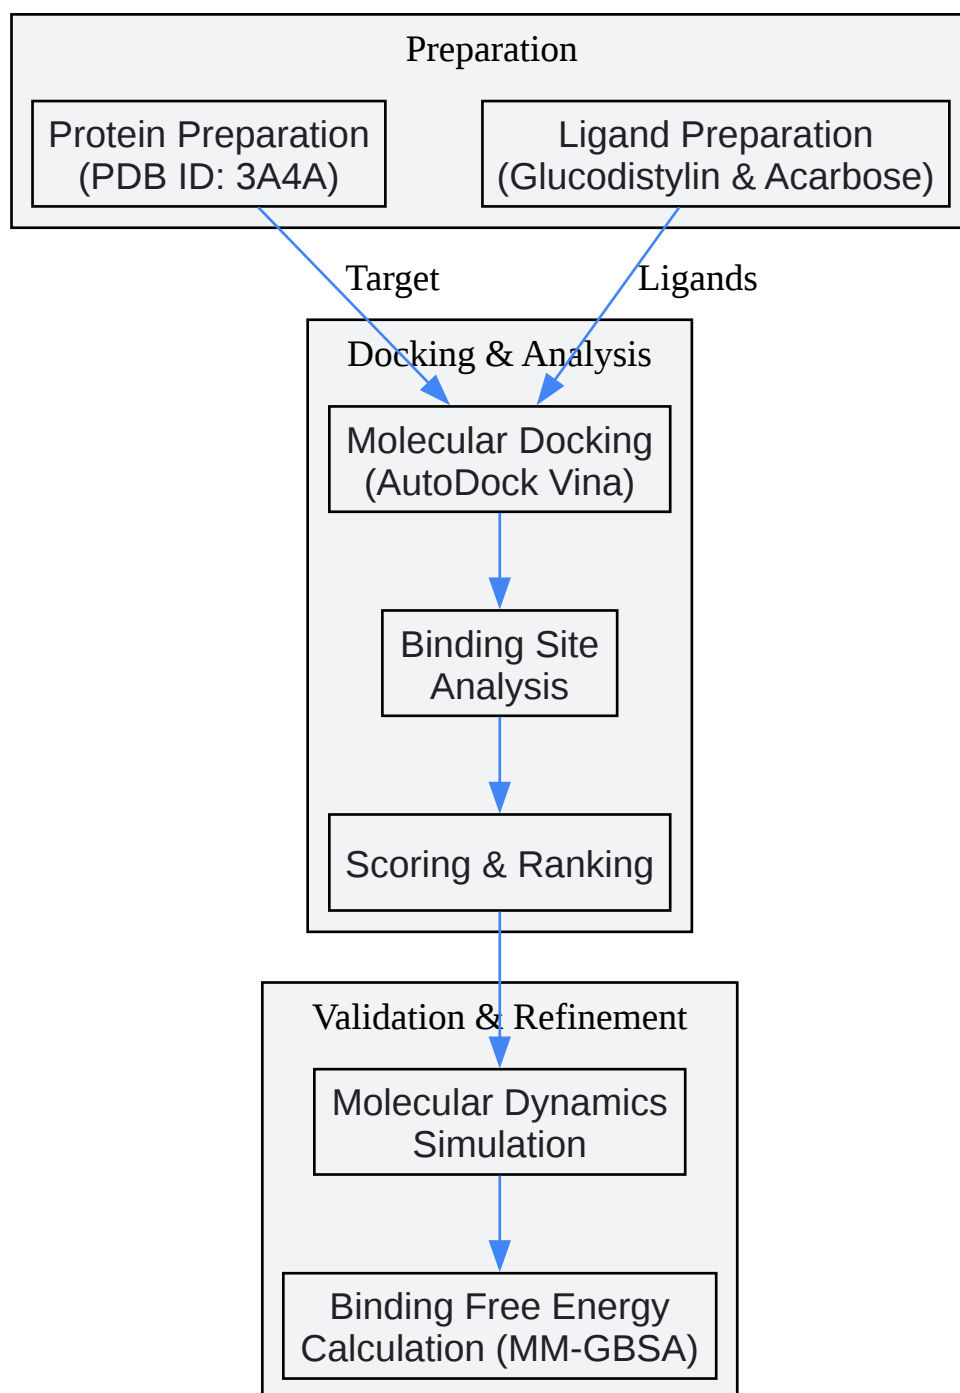 Preparation
Protein Preparation
(PDB ID: 3A4A)
Ligand Preparation
(Glucodistylin & Acarbose)
Target
Ligands
Docking & Analysis
Molecular Docking
(AutoDock Vina)
Binding Site
Analysis
Scoring & Ranking
Validation & Refinement
Molecular Dynamics
Simulation
Binding Free Energy
Calculation (MM-GBSA)